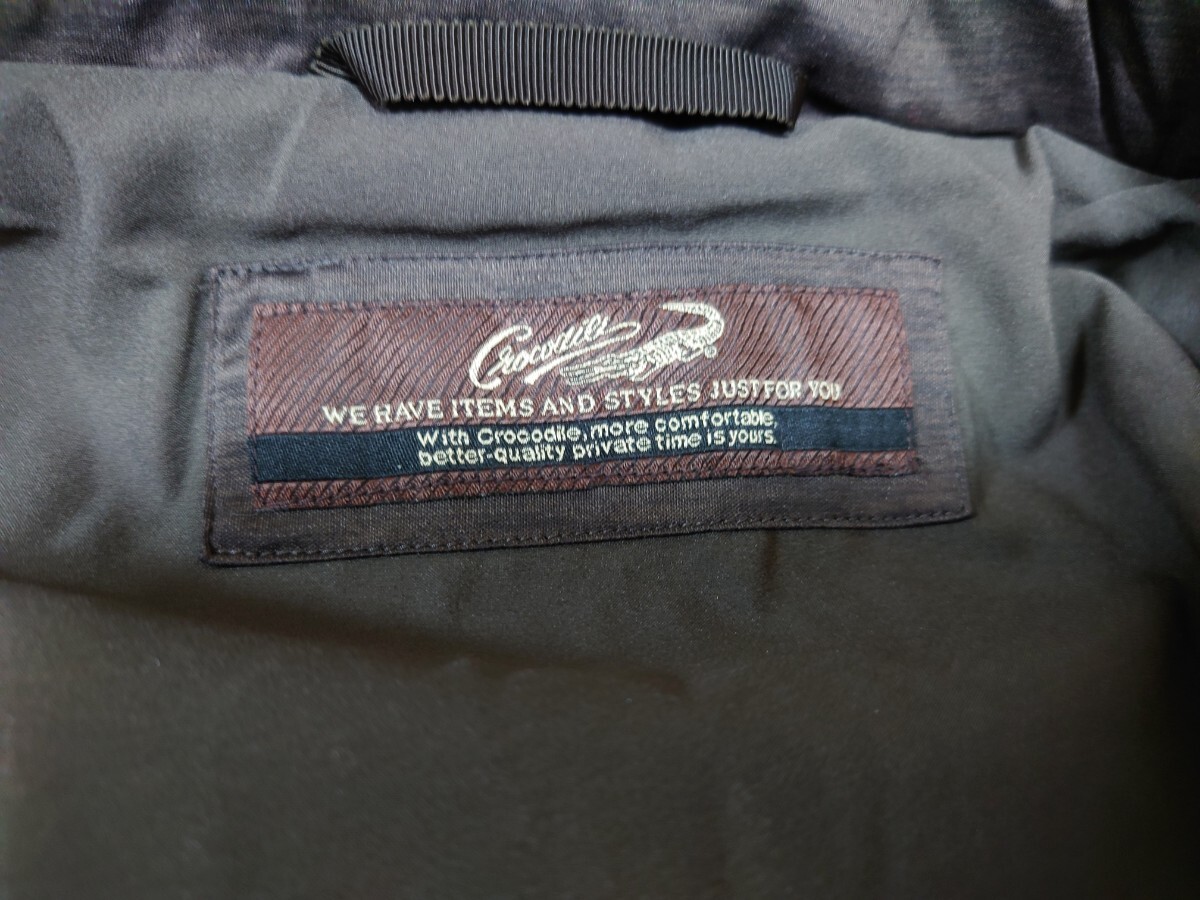 Crocodile
WE HAVE ITEMS AND STYLES JUST FOR YOU
With Crocodile, more comfortable,
better-quality private time is yours.